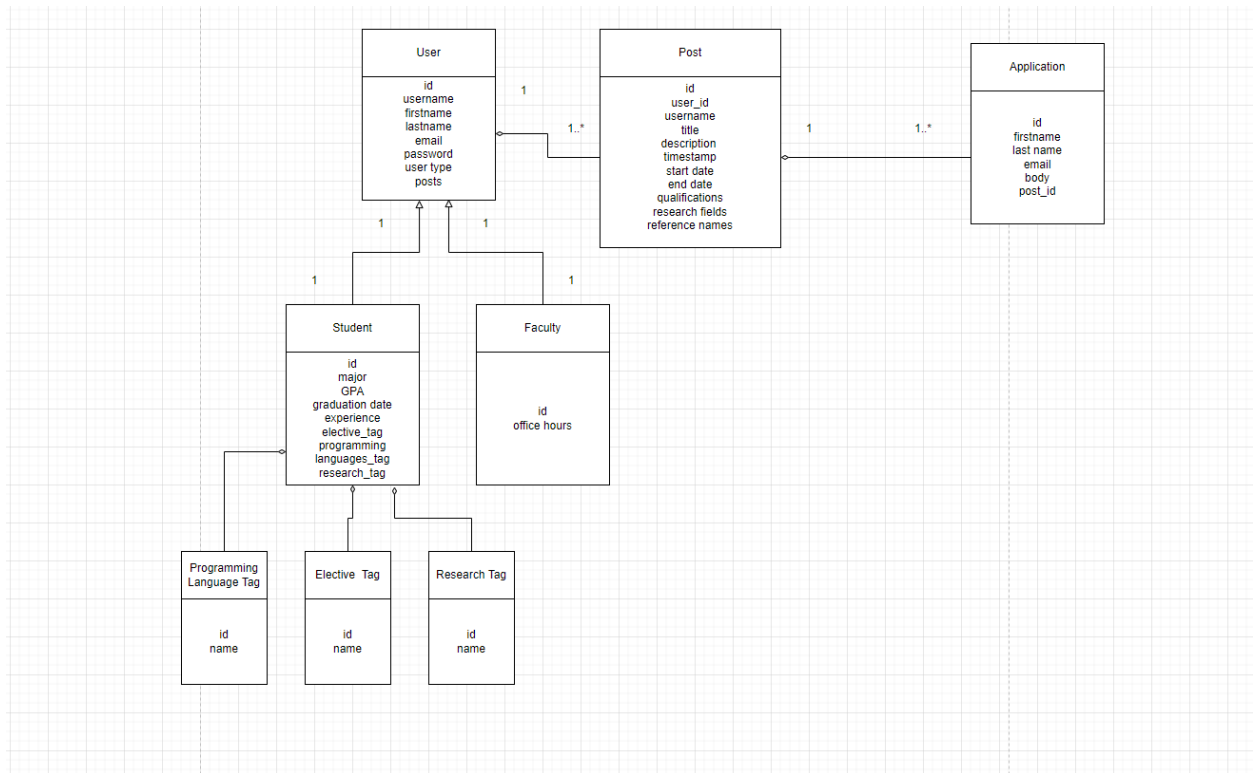 User
id
username
firstname
lastname
email
password
user type
posts
1
1..*
Post
id
user_id
username
title
description
timestamp
start date
end date
qualifications
research fields
reference names
1
1..*
Application
id
firstname
last name
email
body
post_id
1
1
1
1
Student
id
major
GPA
graduation date
experience
elective_tag
programming
languages_tag
research_tag
Faculty
id
office hours
Programming
Language Tag
id
name
Elective Tag
id
name
Research Tag
id
name